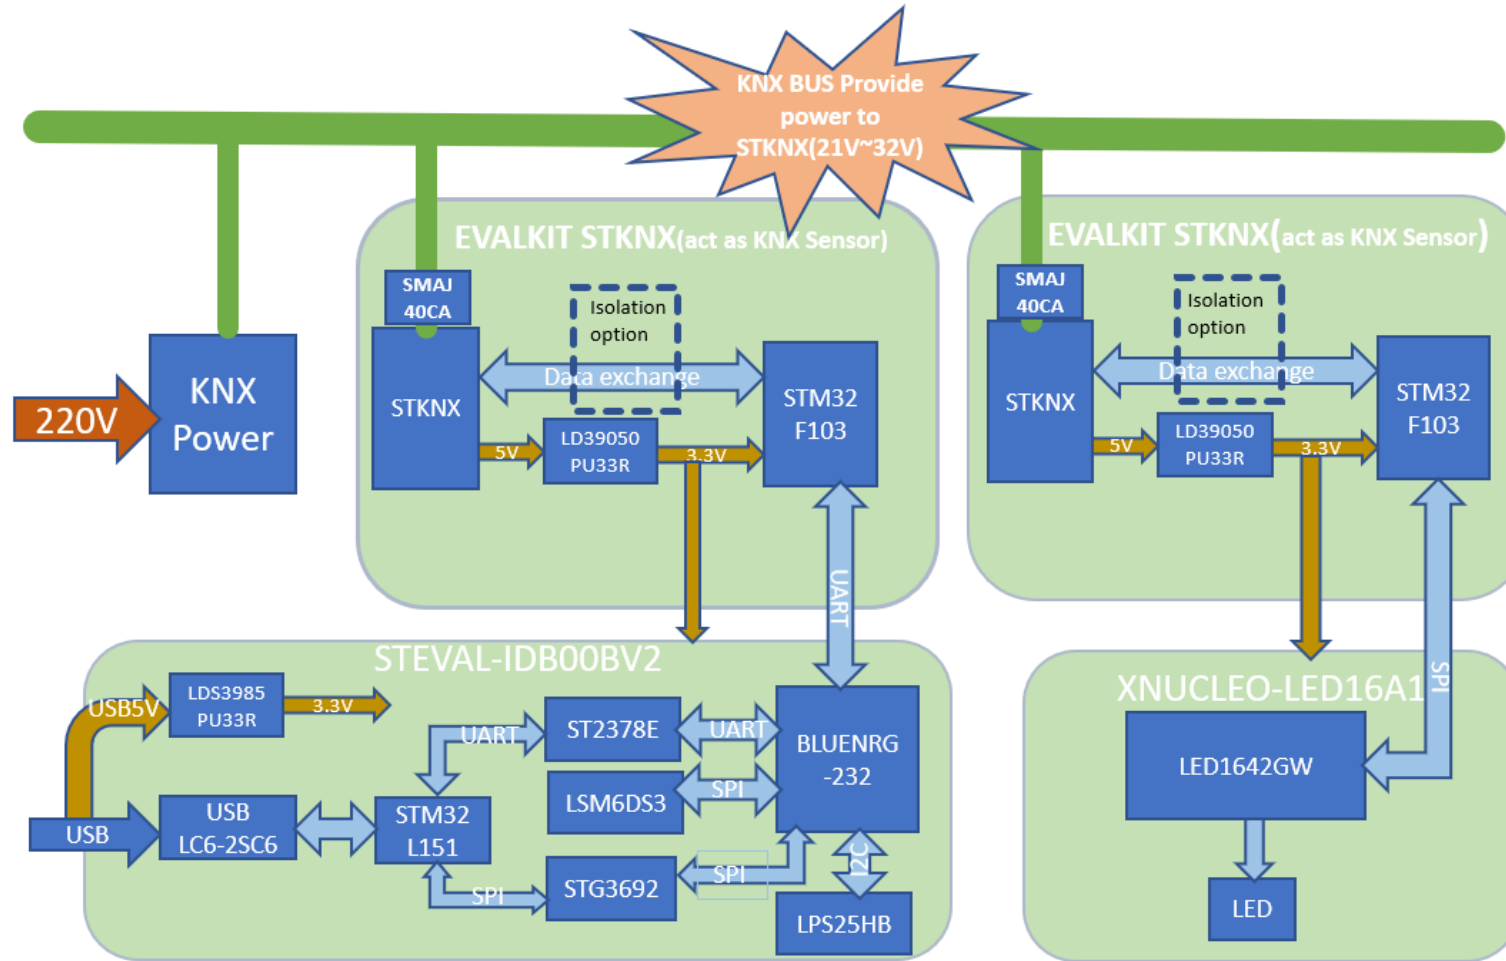 KNX BUS Provide
power to
STKNX(21V~32V)
EVALKIT STKNX(act as KNX Sensor)
SMAJ
40CA
Isolation
option
Data exchange
STKNX
STM32
F103
5V
LD39050
PU33R
3.3V
UART
EVALKIT STKNX(act as KNX Sensor)
SMAJ
40CA
Isolation
option
Data exchange
STKNX
STM32
F103
5V
LD39050
PU33R
3.3V
SPI
220V
KNX
Power
STEVAL-IDB00BV2
USB5V
LDS3985
PU33R
3.3V
UART
ST2378E
UART
BLUENRG
-232
LSM6DS3
SPI
USB
USB
LC6-2SC6
STM32
L151
SPI
STG3692
SPI
I2C
LPS25HB
XNUCLEO-LED16A1
LED1642GW
LED